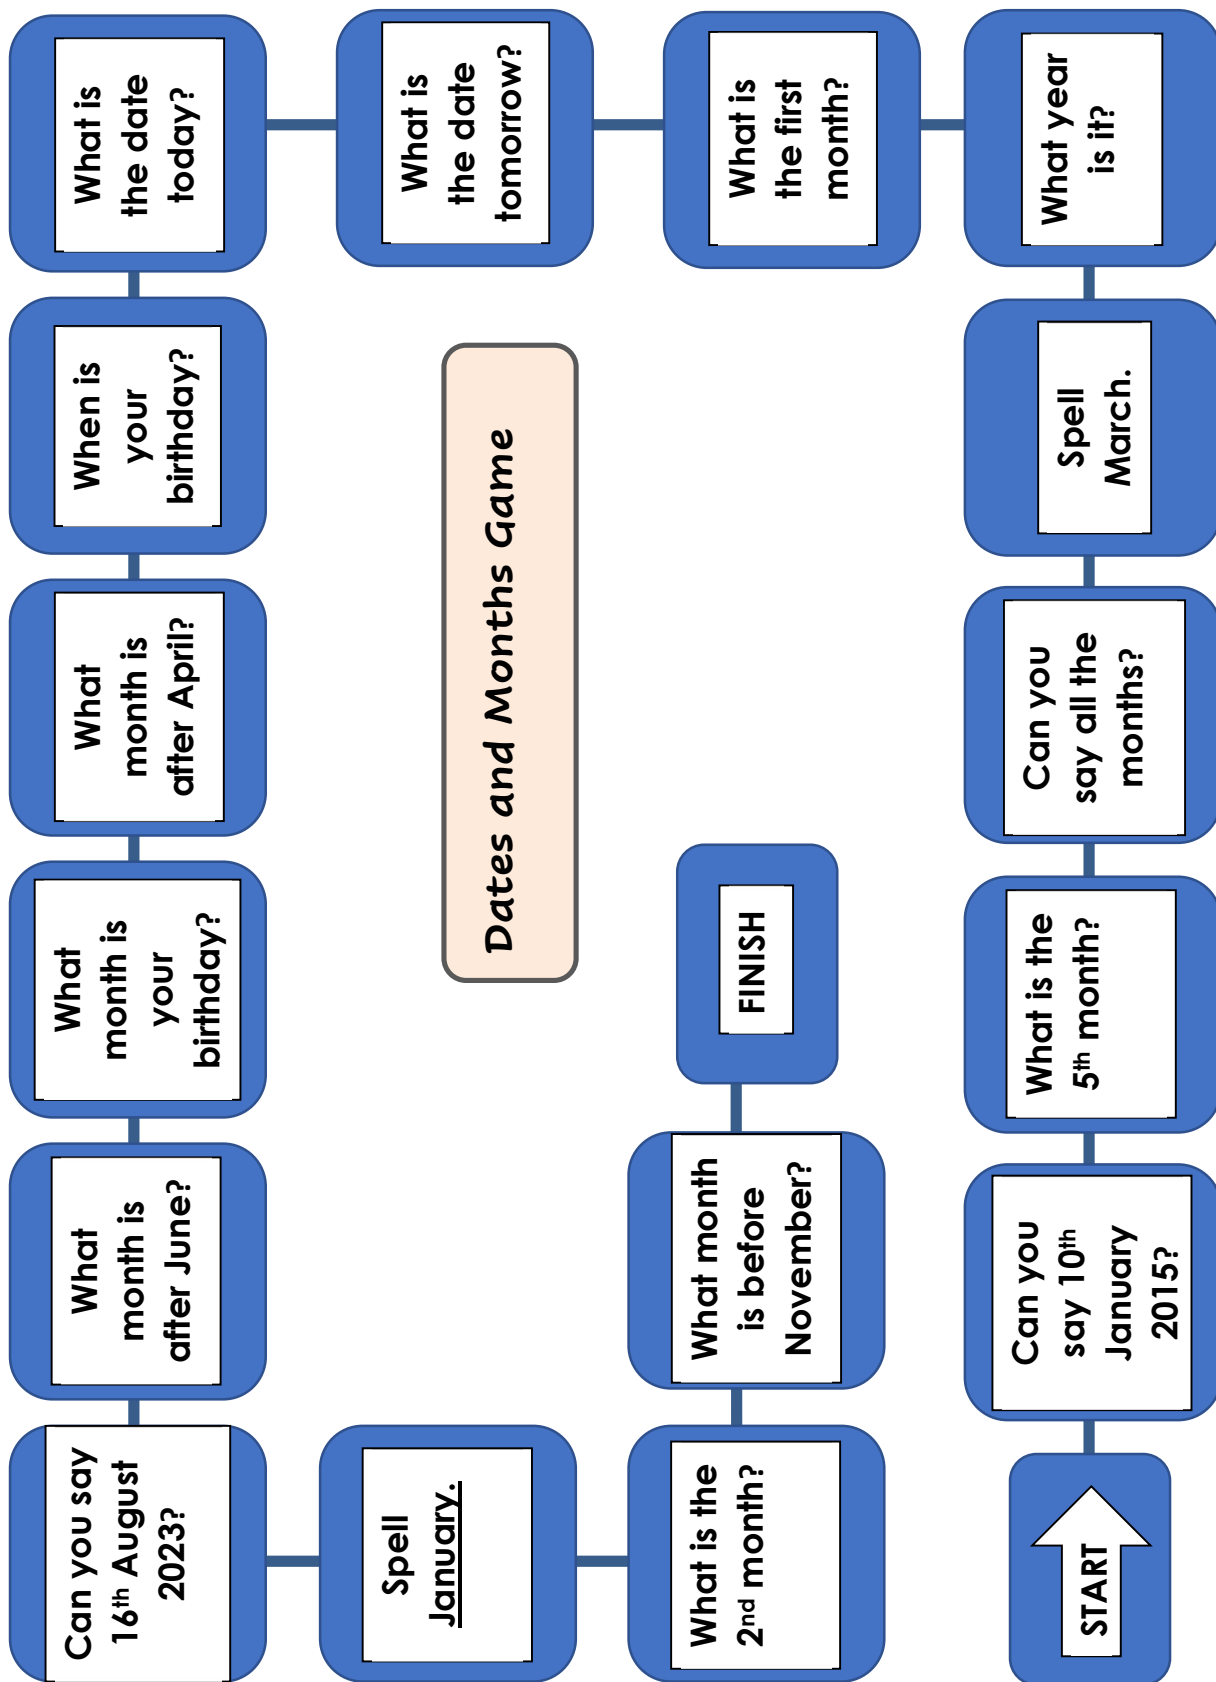 START
Can you
say 10th
January
2015?
What is the
5th month?
Can you
say all the
months?
Spell
March.
What year
is it?
What is
the first
month?
What is
the date
tomorrow?
What is
the date
today?
When is
your
birthday?
What
month is
after April?
What
month is
your
birthday?
What
month is
after June?
Can you say
16th August
2023?
Spell
January.
What is the
2nd month?
What month
is before
November?
FINISH
Dates and Months Game